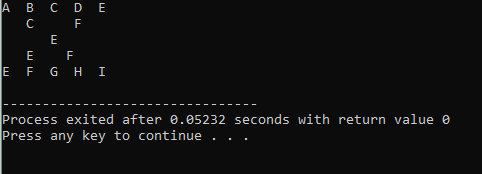 A B C D E
C F
E
E F
E F G H I
--------------------------------
Process exited after 0.05232 seconds with return value 0
Press any key to continue . . .